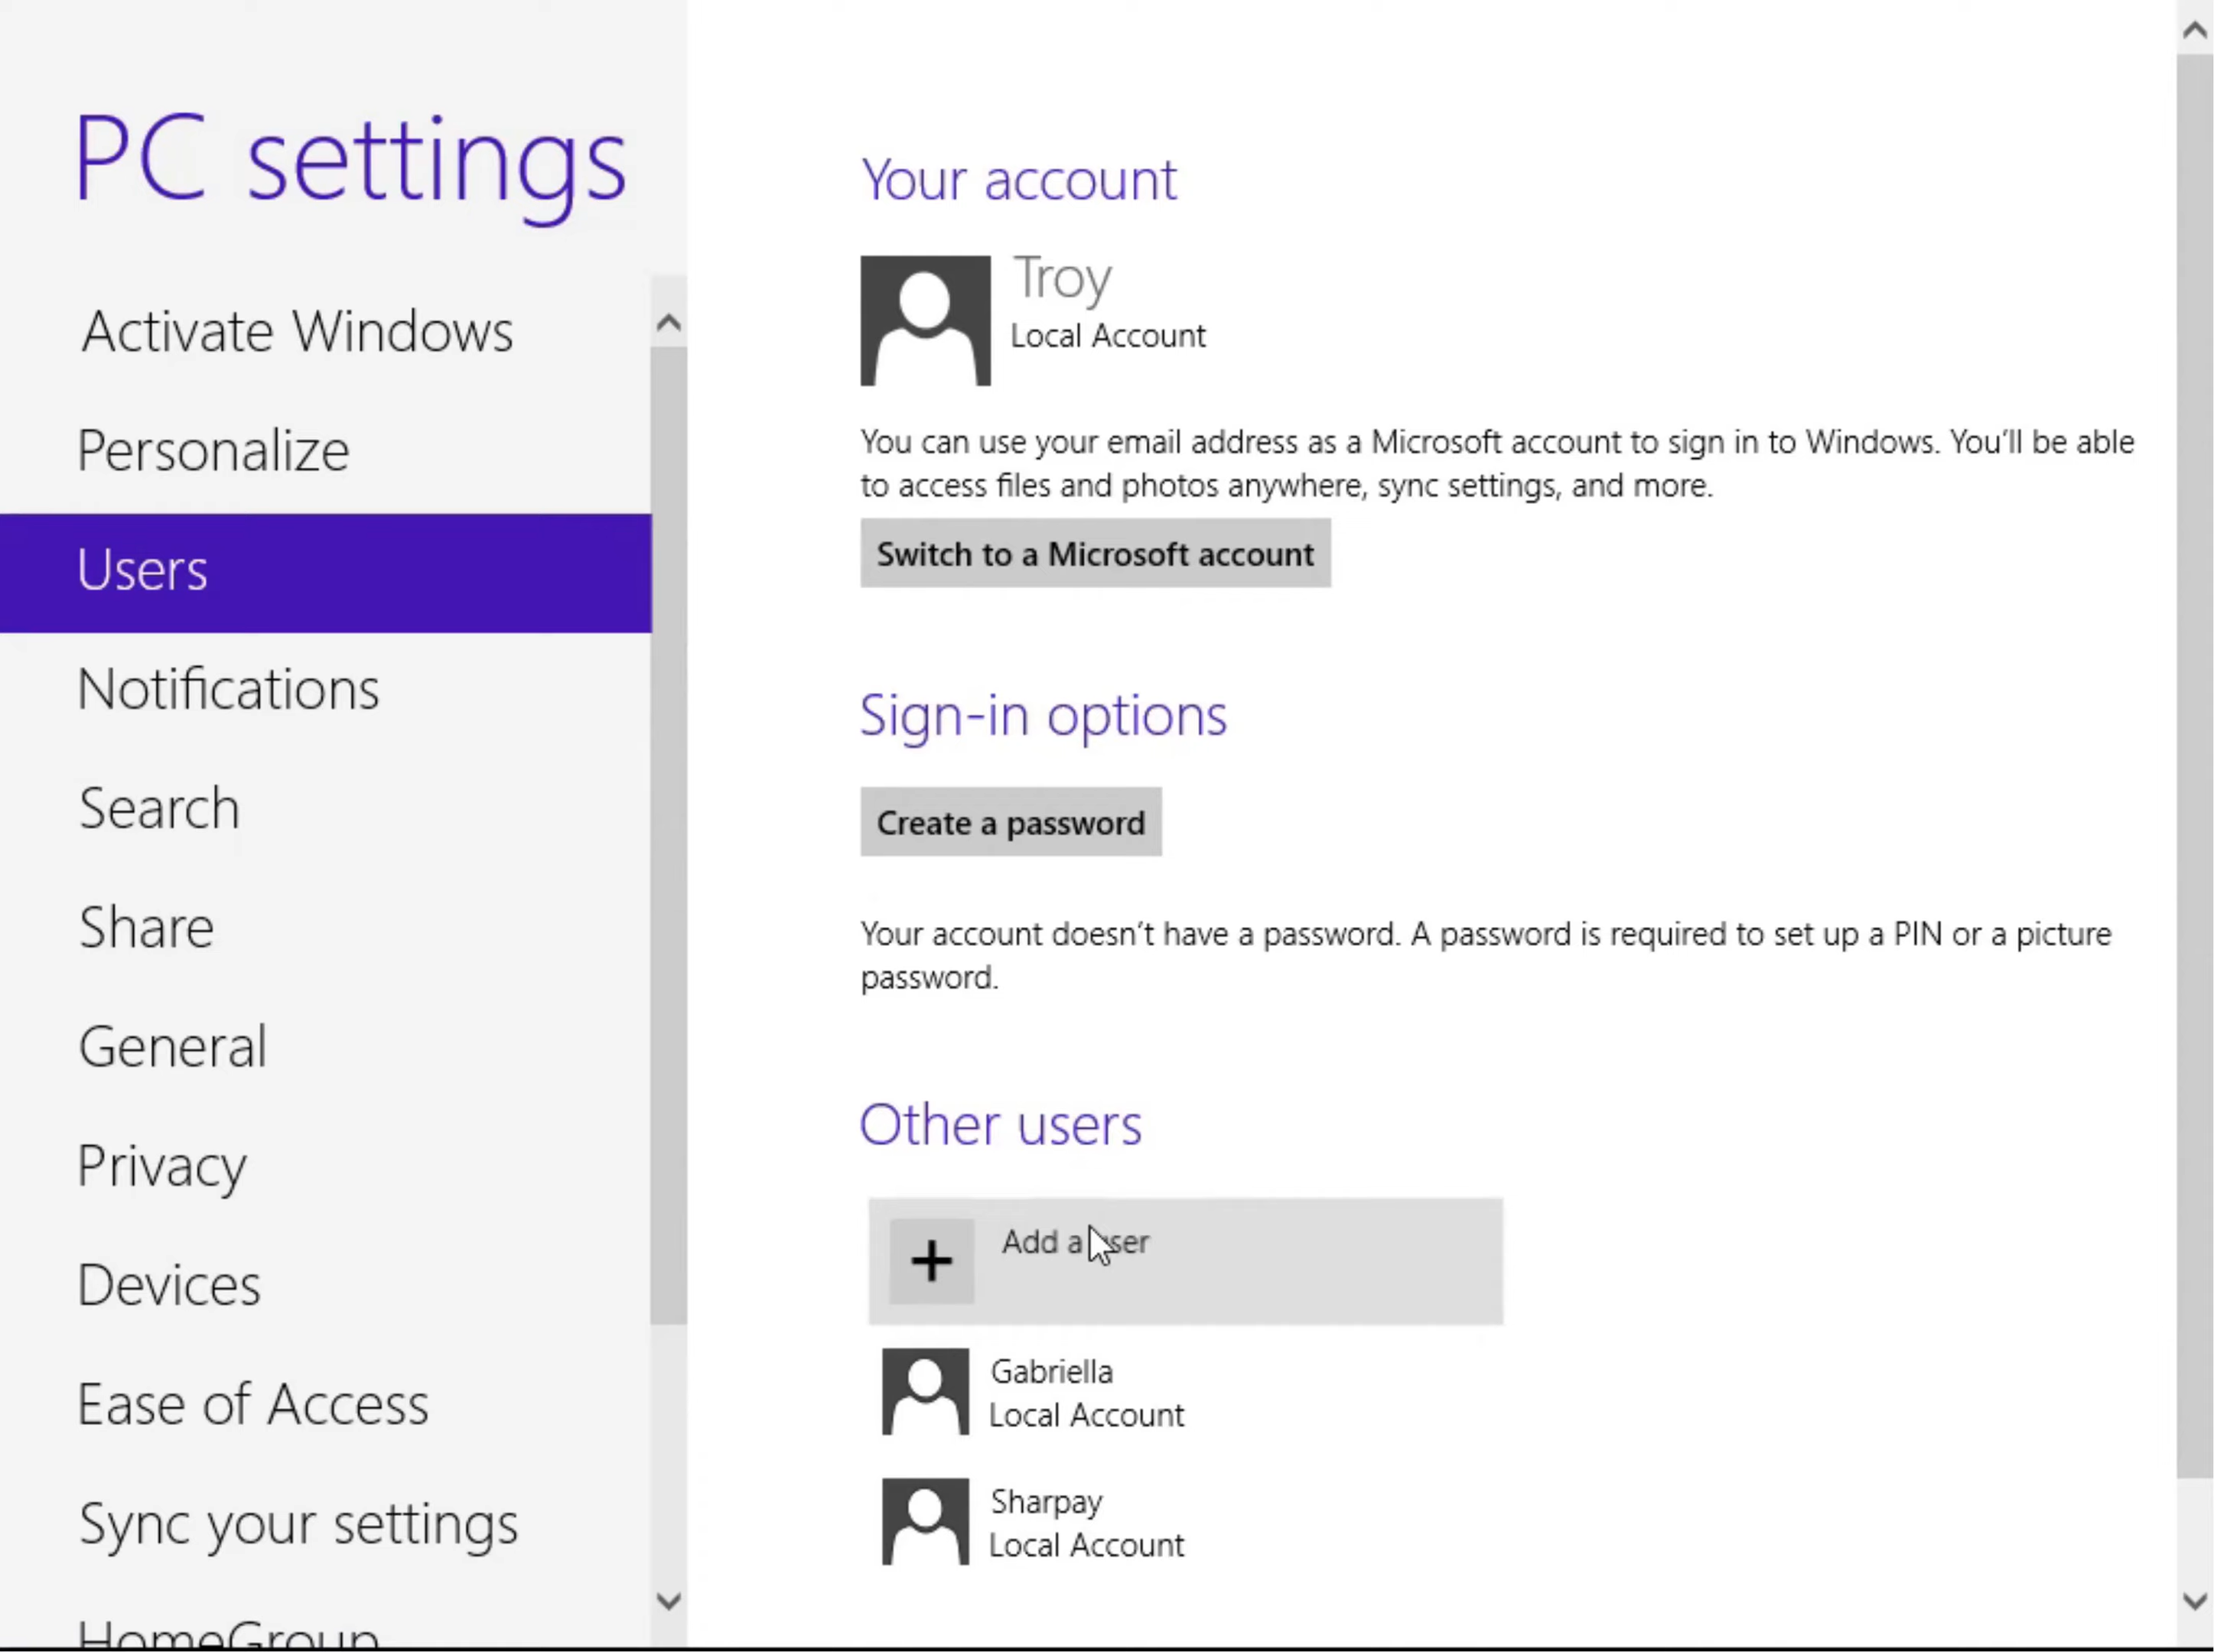 PC settings
Activate Windows
Personalize
Users
Notifications
Search
Share
General
Privacy
Devices
Ease of Access
Sync your settings
HomeGroup
Your account
Troy
Local Account
You can use your email address as a Microsoft account to sign in to Windows. You'll be able
to access files and photos anywhere, sync settings, and more.
Switch to a Microsoft account
Sign-in options
Create a password
Your account doesn't have a password. A password is required to set up a PIN or a picture
password.
Other users
Add a user
Gabriella
Local Account
Sharpay
Local Account